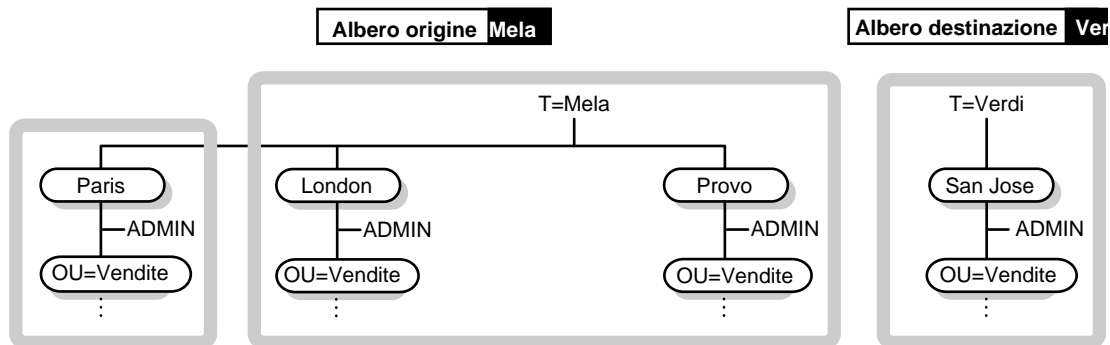 Albero origine Mela
Albero destinazione
T=Mela
T=Verdi
Paris
London
Provo
San Jose
ADMIN
ADMIN
ADMIN
ADMIN
OU=Vendite
OU=Vendite
OU=Vendite
OU=Vendite